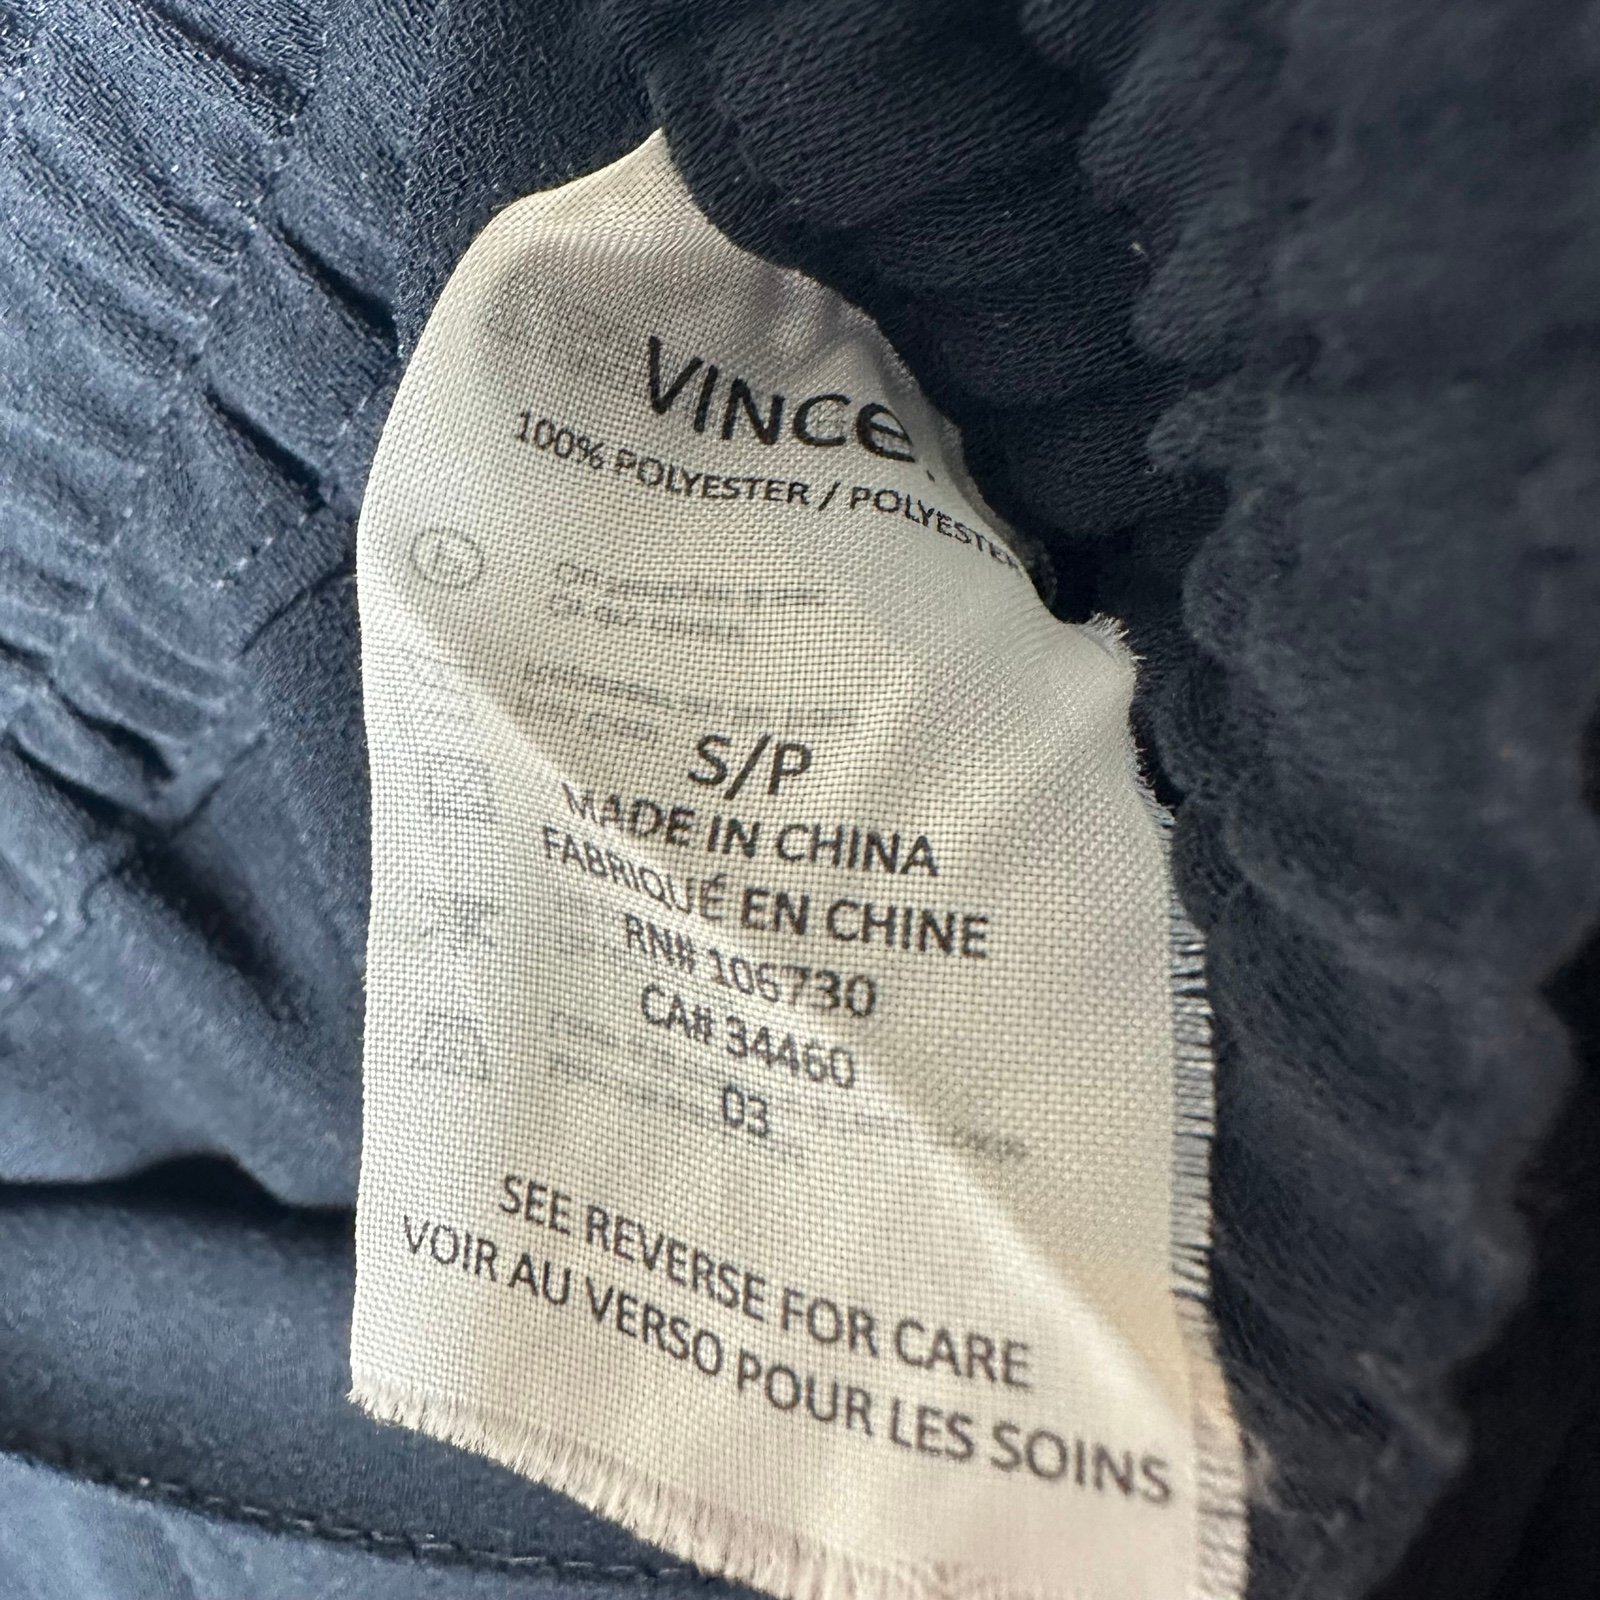 VINCE.
100% POLYESTER / POLYESTER
S/P
MADE IN CHINA
FABRIQUÉ EN CHINE
RN# 106730
CA# 34460
03
SEE REVERSE FOR CARE
VOIR AU VERSO POUR LES SOINS